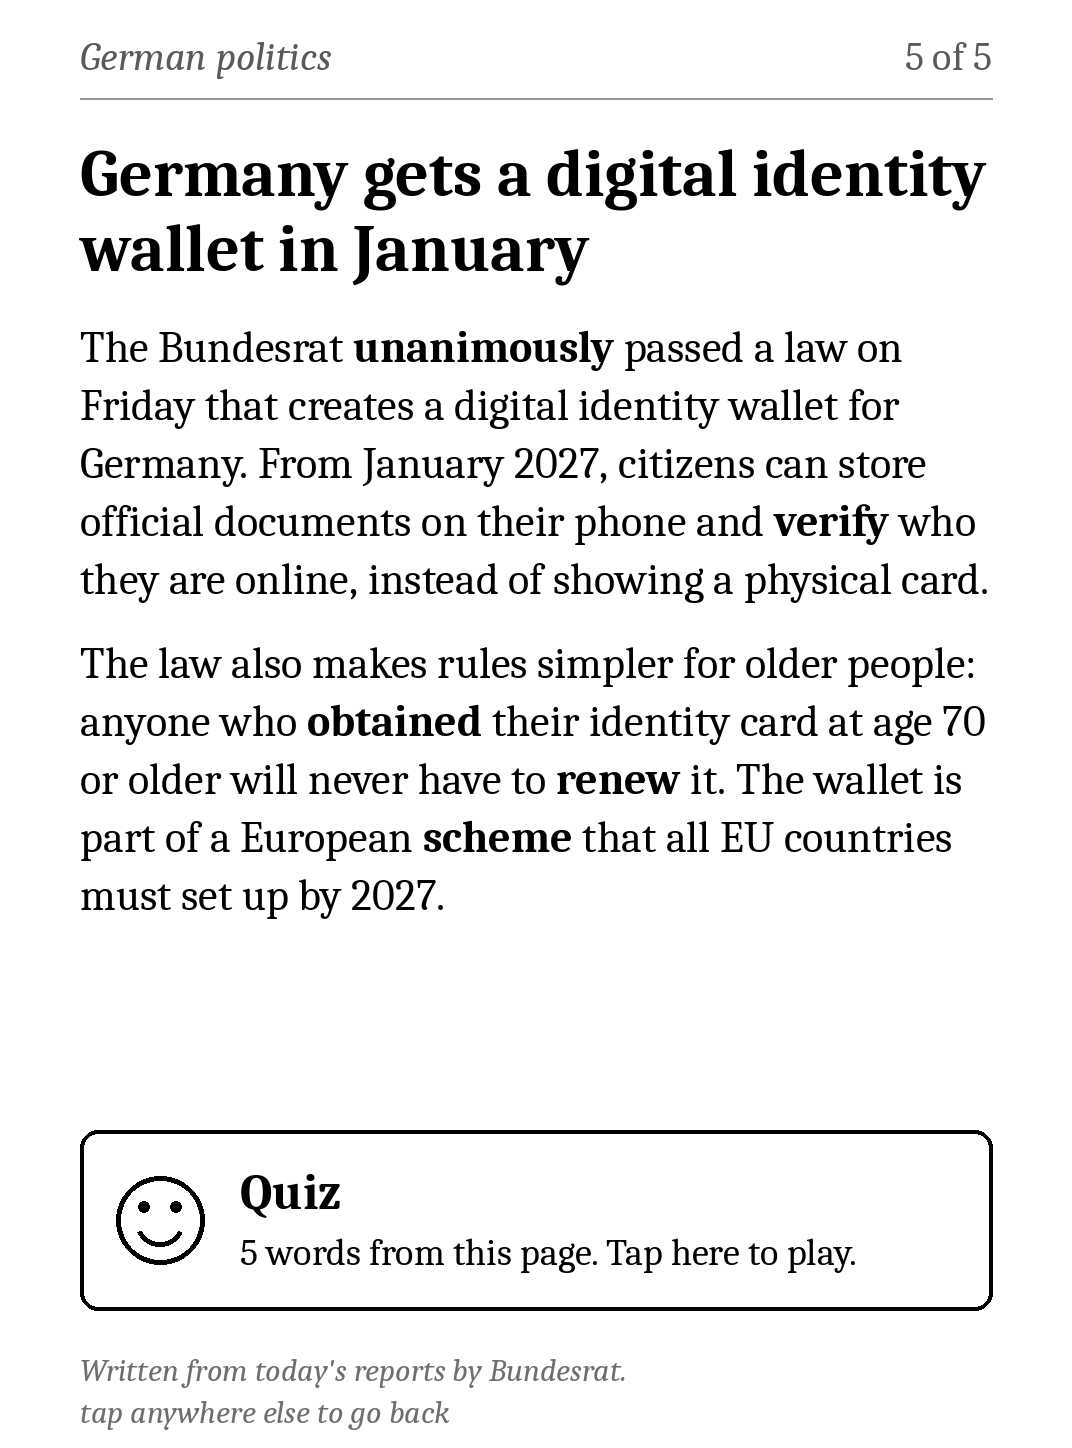 German politics
5 of 5
Germany gets a digital identity
wallet in January
The Bundesrat unanimously passed a law on
Friday that creates a digital identity wallet for
Germany. From January 2027, citizens can store
official documents on their phone and verify who
they are online, instead of showing a physical card.
The law also makes rules simpler for older people:
anyone who obtained their identity card at age 70
or older will never have to renew it. The wallet is
part of a European scheme that all EU countries
must set up by 2027.
Quiz
5 words from this page. Tap here to play.
Written from today's reports by Bundesrat.
tap anywhere else to go back